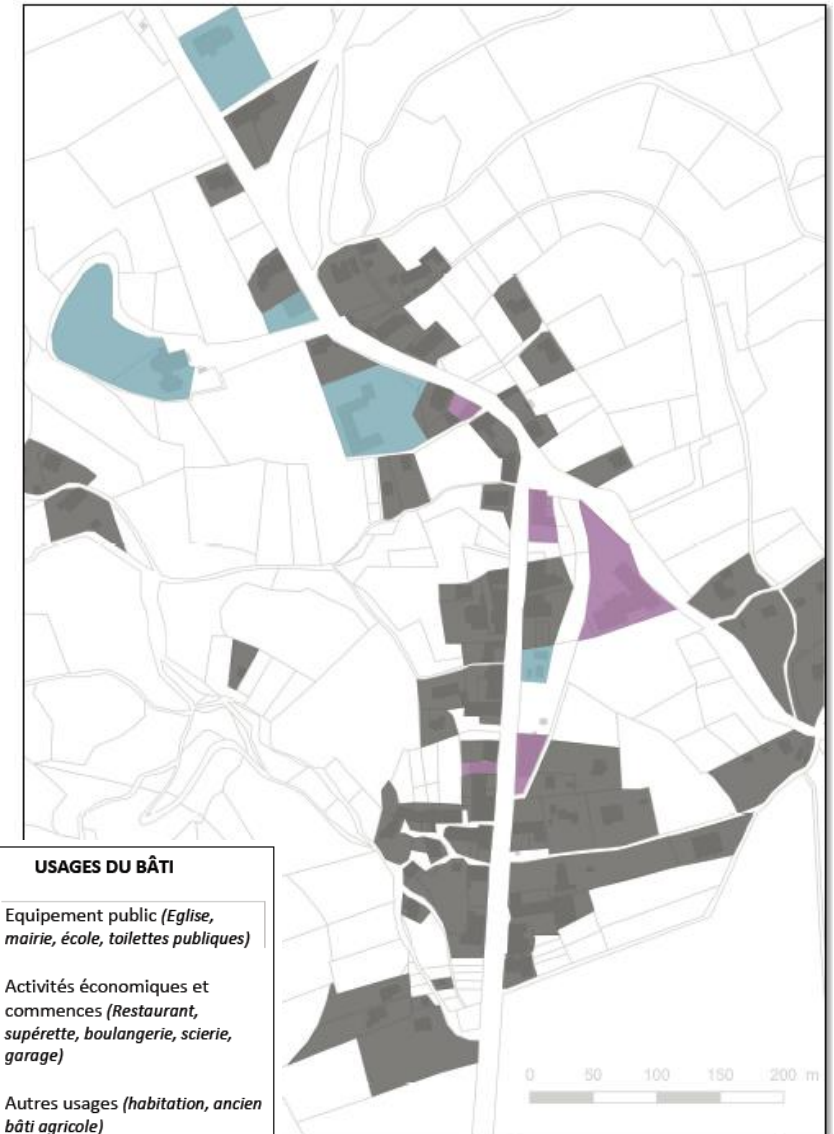 USAGES DU BÂTI
Equipement public (Eglise,
mairie, école, toilettes publiques)
Activités économiques et
commences (Restaurant,
supérette, boulangerie, scierie,
garage)
Autres usages (habitation, ancien
bâti agricole)
0 50 100 150 200 m